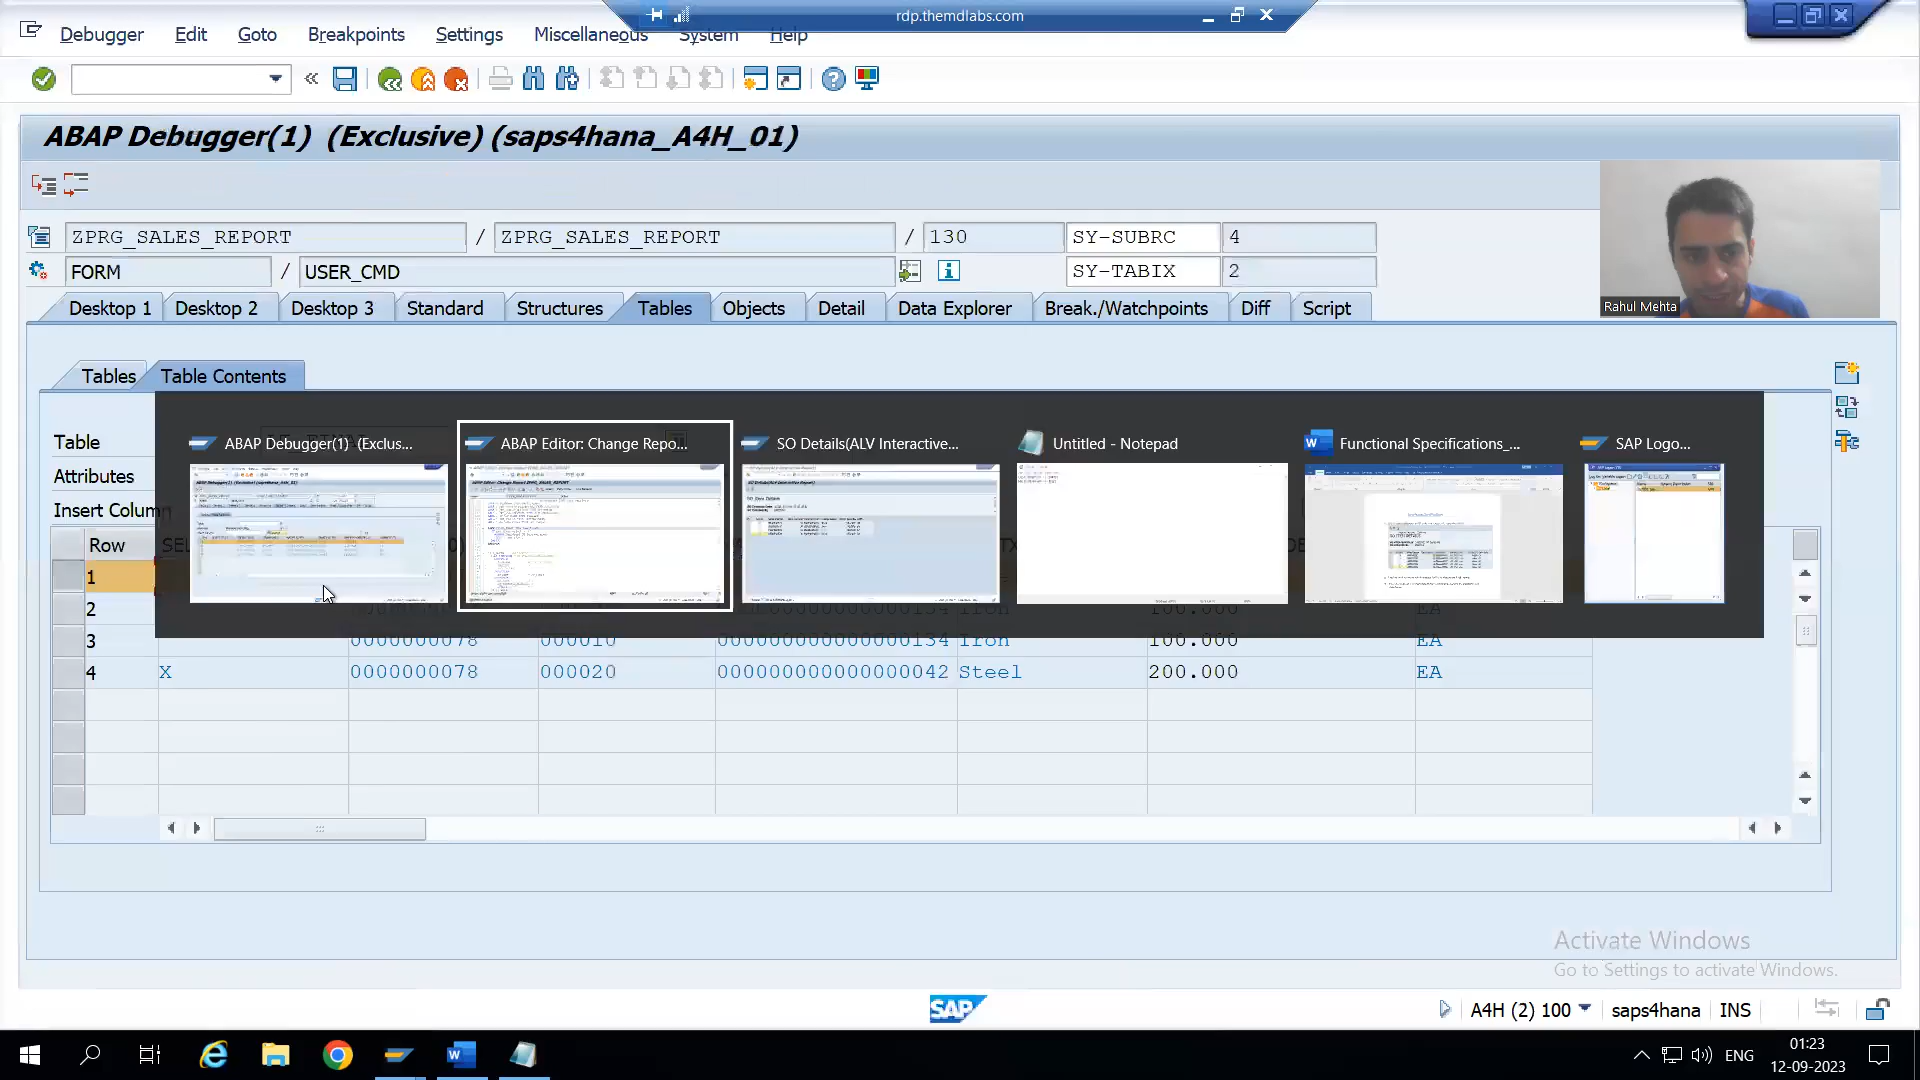 rdp.themdlabs.com
Debugger Edit Goto Breakpoints Settings Miscellaneous System Help
ABAP Debugger(1) (Exclusive) (saps4hana_A4H_01)
ZPRG_SALES_REPORT / ZPRG_SALES_REPORT / 130 SY-SUBRC 4
FORM / USER_CMD SY-TABIX 2
Rahul Mehta
Desktop 1 Desktop 2 Desktop 3 Standard Structures Tables Objects Detail Data Explorer Break./Watchpoints Diff Script
Tables Table Contents
Table
Attributes
Insert Column
ABAP Debugger(1) (Exclus... ABAP Editor: Change Repo... SO Details(ALV Interactive... Untitled - Notepad Functional Specifications_... SAP Logo...
Row
1
2 Iron 100.000 EA
3 0000000078 000010 000000000000000134 Iron 100.000 EA
4 X 0000000078 000020 000000000000000042 Steel 200.000 EA
Activate Windows
Go to Settings to activate Windows.
SAP
A4H (2) 100 saps4hana INS
ENG
01:23
12-09-2023